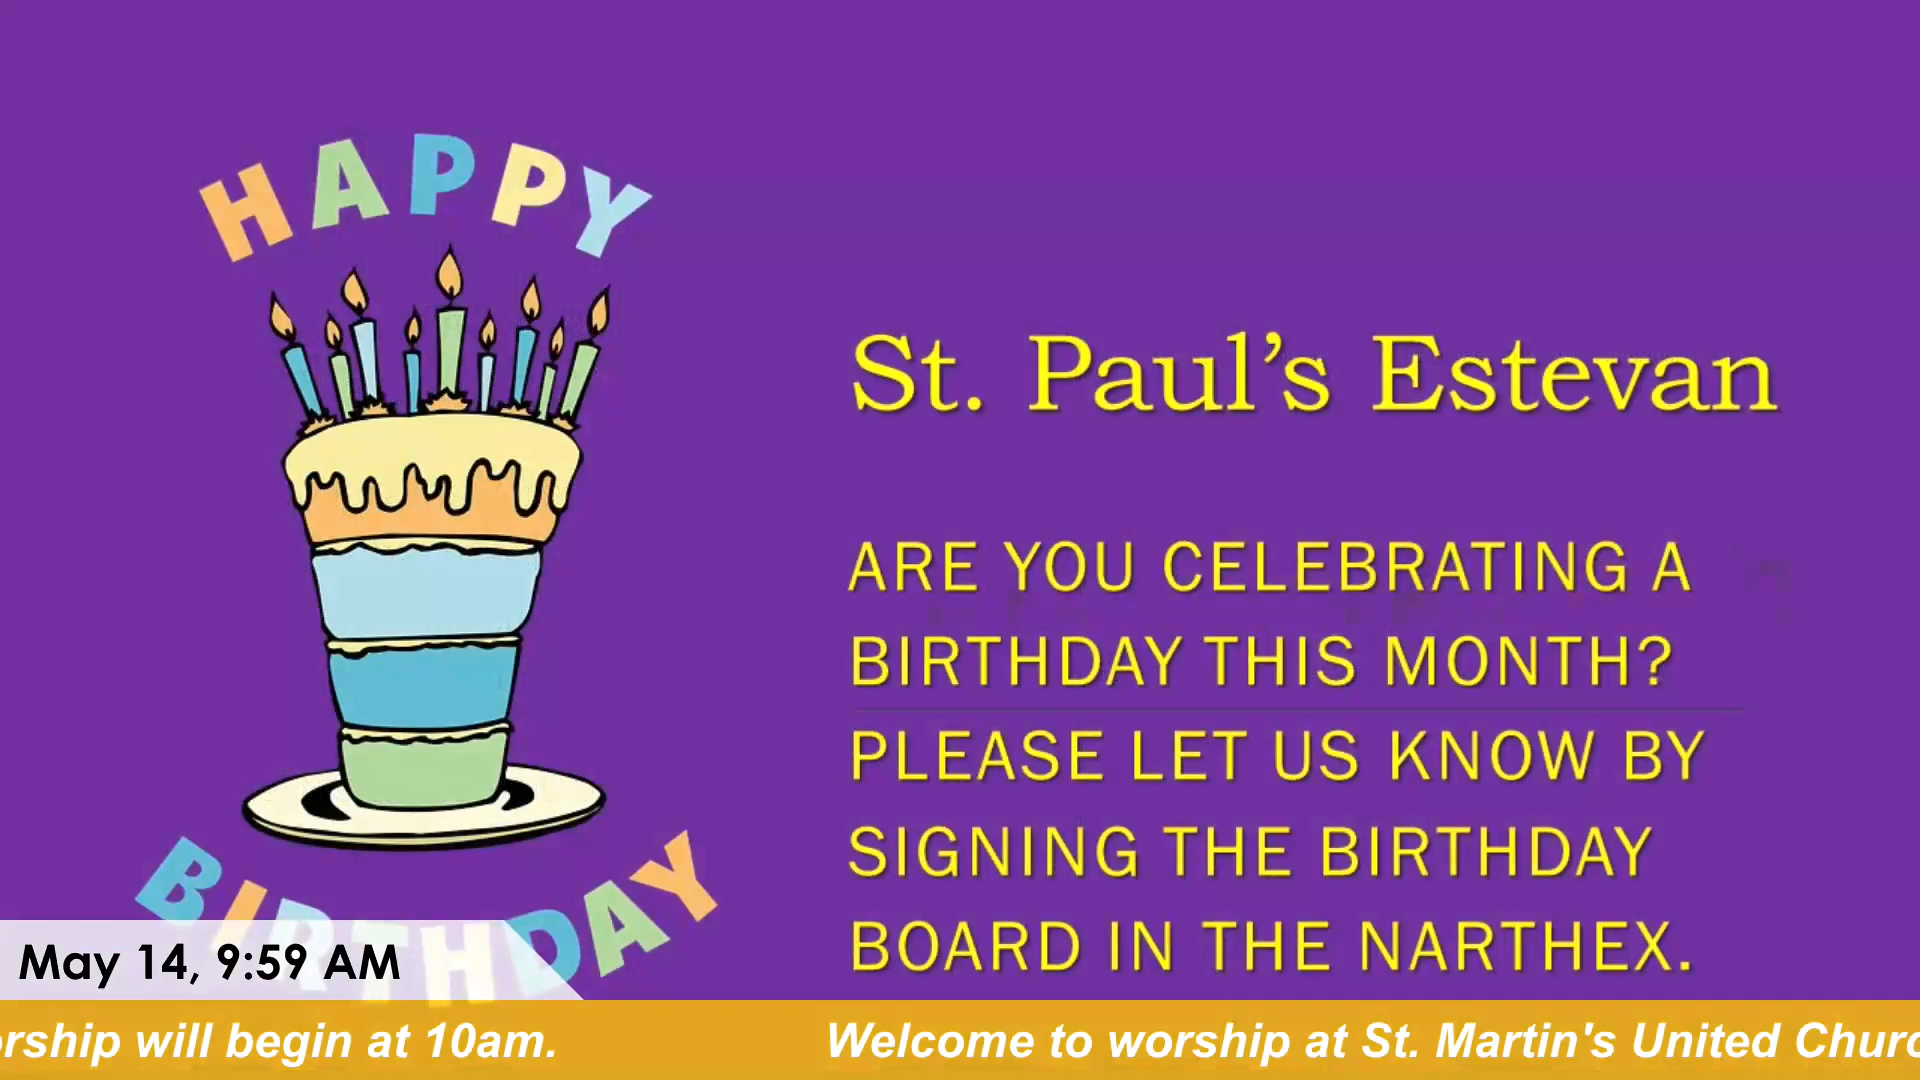 HAPPY
St. Paul’s Estevan
ARE YOU CELEBRATING A
BIRTHDAY THIS MONTH?
PLEASE LET US KNOW BY
SIGNING THE BIRTHDAY
BOARD IN THE NARTHEX.
BIRTHDAY
May 14, 9:59 AM
will begin at 10am. Welcome to worship at St. Martin's United